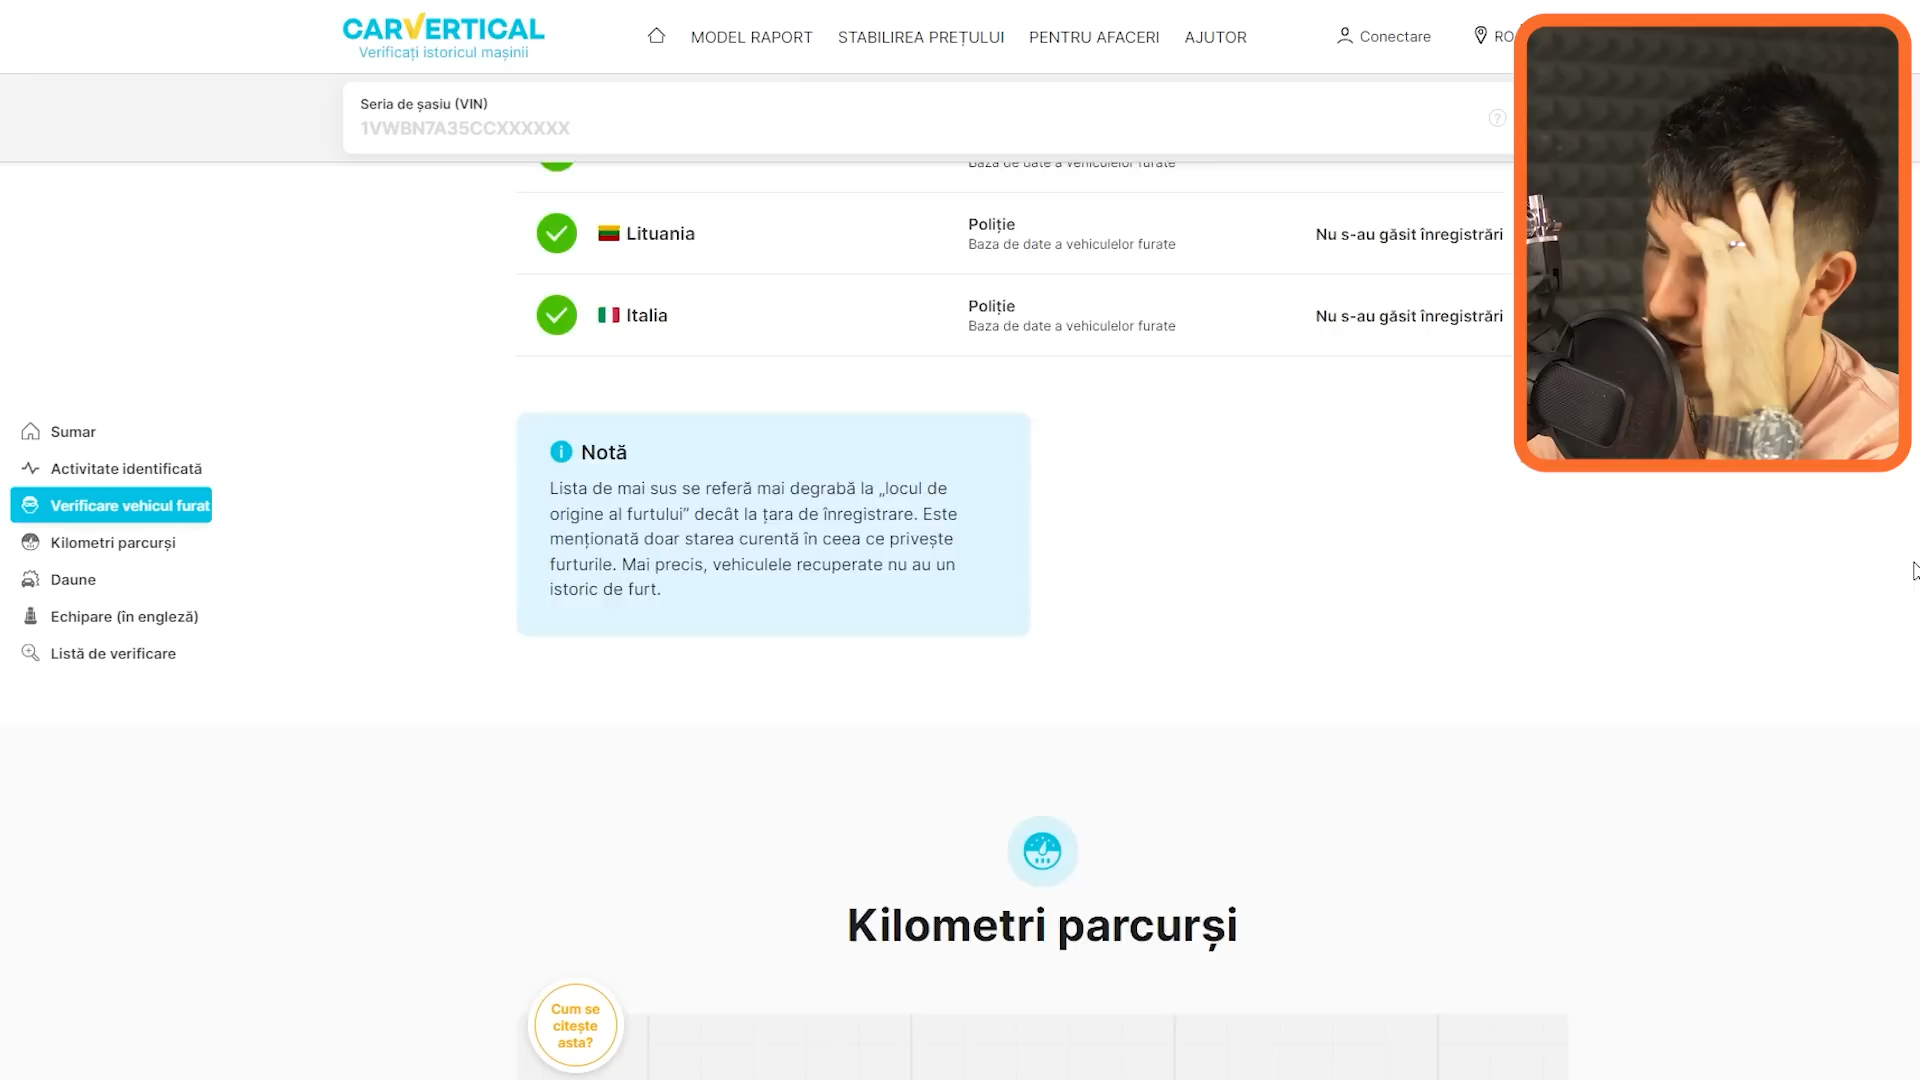 CARVERTICAL
Verificați istoricul mașinii
MODEL RAPORT
STABILIREA PREȚULUI
PENTRU AFACERI
AJUTOR
Conectare
RO
Seria de șasiu (VIN)
1VWBN7A35CCXXXXXX
?
Baza de date a vehiculelor furate
Lituania
Poliție
Baza de date a vehiculelor furate
Nu s-au găsit înregistrări
Italia
Poliție
Baza de date a vehiculelor furate
Nu s-au găsit înregistrări
Sumar
Activitate identificată
Verificare vehicul furat
Kilometri parcurși
Daune
Echipare (în engleză)
Listă de verificare
Notă
Lista de mai sus se referă mai degrabă la „locul de
origine al furtului” decât la țara de înregistrare. Este
menționată doar starea curentă în ceea ce privește
furturile. Mai precis, vehiculele recuperate nu au un
istoric de furt.
Kilometri parcurși
Cum se
citește
asta?